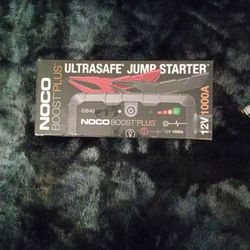 NOCO
BOOST PLUS
ULTRASAFE JUMP STARTER
GB40
NOCO BOOST PLUS
12V 1000A
12V 1000A